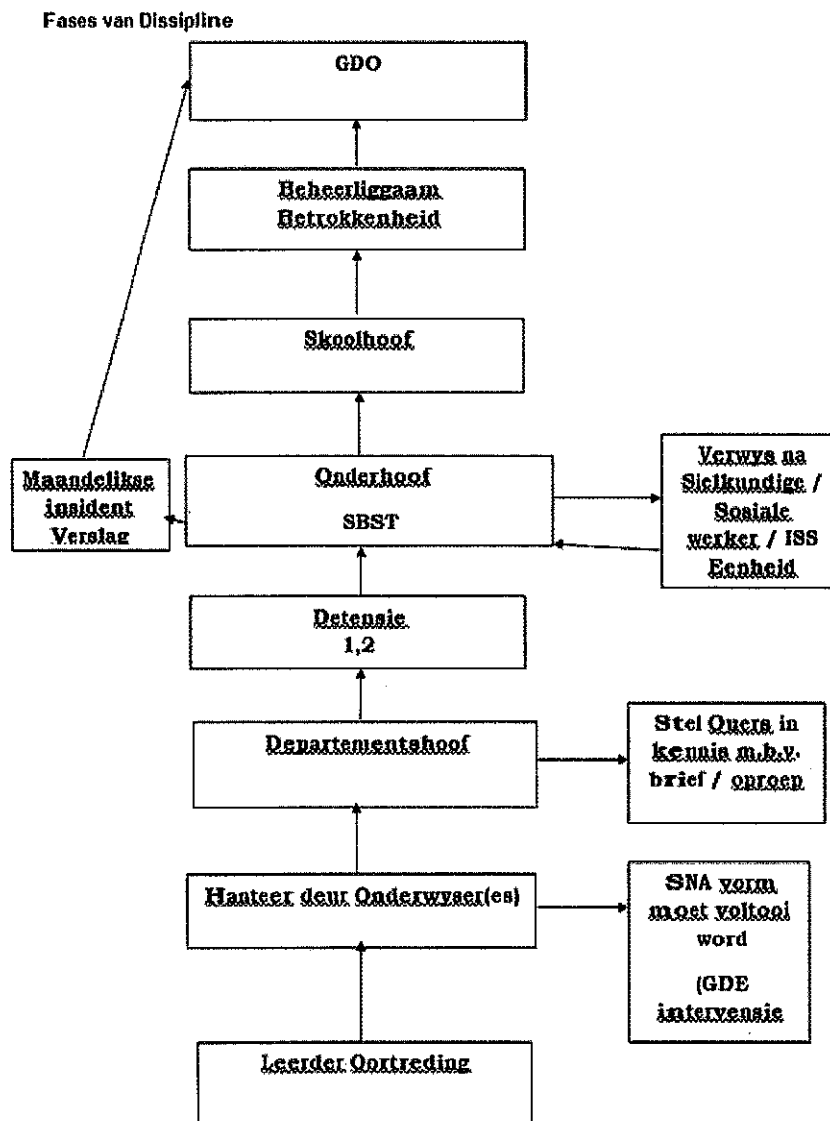 Fases van Dissipline
GDO
Beheerliggaam
Betrokkenheid
Skoolhoof
Maandelikse
insident
Verslag
Onderhoof
SBST
Verwys na
Sielkundige /
Sosiale
werker / ISS
Eenheid
Detensie
1,2
Departementshoof
Stel Ouers in
kennis m.b.v.
brief / oproep
Hanteer deur Onderwyser(es)
SNA vorm
moet voltooi
word
(GDE
intervensie
Leerder Oortreding